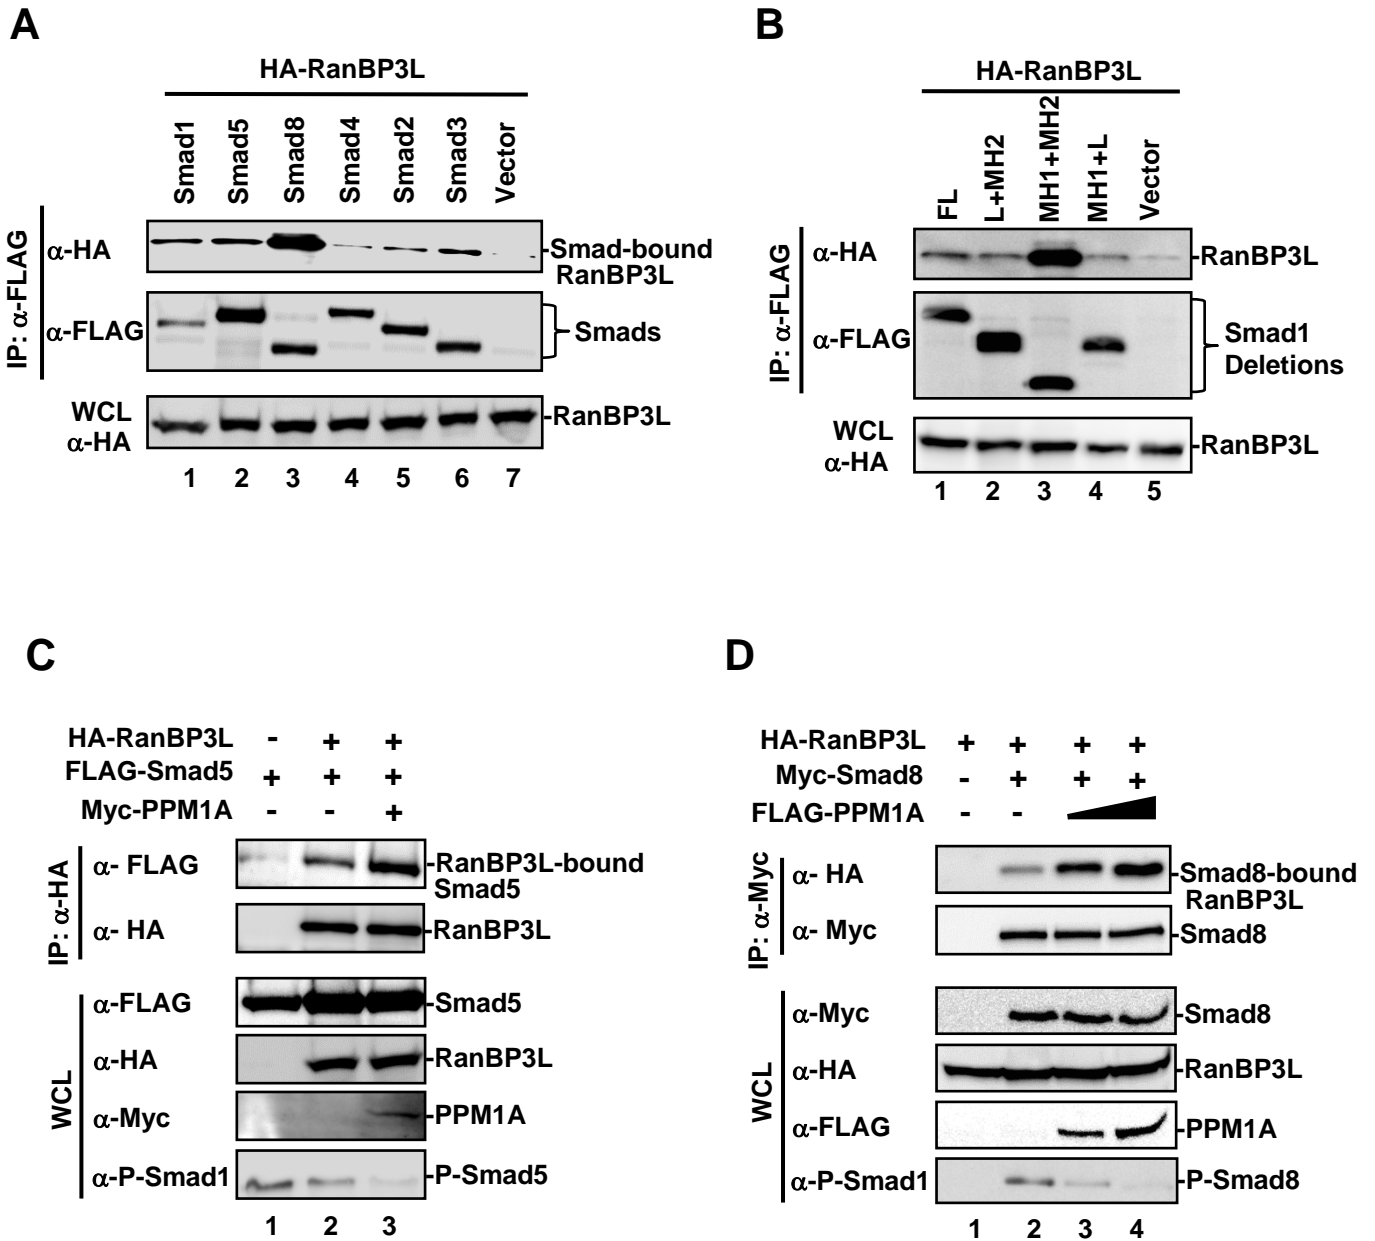 A
HA-RanBP3L
Smad1 Smad5 Smad8 Smad4 Smad2 Smad3 Vector
IP: α-FLAG
α-HA
-Smad-bound
RanBP3L
α-FLAG
Smads
WCL
α-HA
-RanBP3L
1 2 3 4 5 6 7
B
HA-RanBP3L
FL L+MH2 MH1+MH2 MH1+L Vector
IP: α-FLAG
α-HA
-RanBP3L
α-FLAG
Smad1
Deletions
WCL
α-HA
-RanBP3L
1 2 3 4 5
C
HA-RanBP3L - + +
FLAG-Smad5 + + +
Myc-PPM1A - - +
IP: α-HA
α- FLAG
-RanBP3L-bound
Smad5
α- HA
-RanBP3L
WCL
α-FLAG
-Smad5
α-HA
-RanBP3L
α-Myc
-PPM1A
α-P-Smad1
-P-Smad5
1 2 3
D
HA-RanBP3L + + + +
Myc-Smad8 - + + +
FLAG-PPM1A - -
IP: α-Myc
α- HA
-Smad8-bound
RanBP3L
α- Myc
-Smad8
WCL
α-Myc
-Smad8
α-HA
-RanBP3L
α-FLAG
-PPM1A
α-P-Smad1
-P-Smad8
1 2 3 4